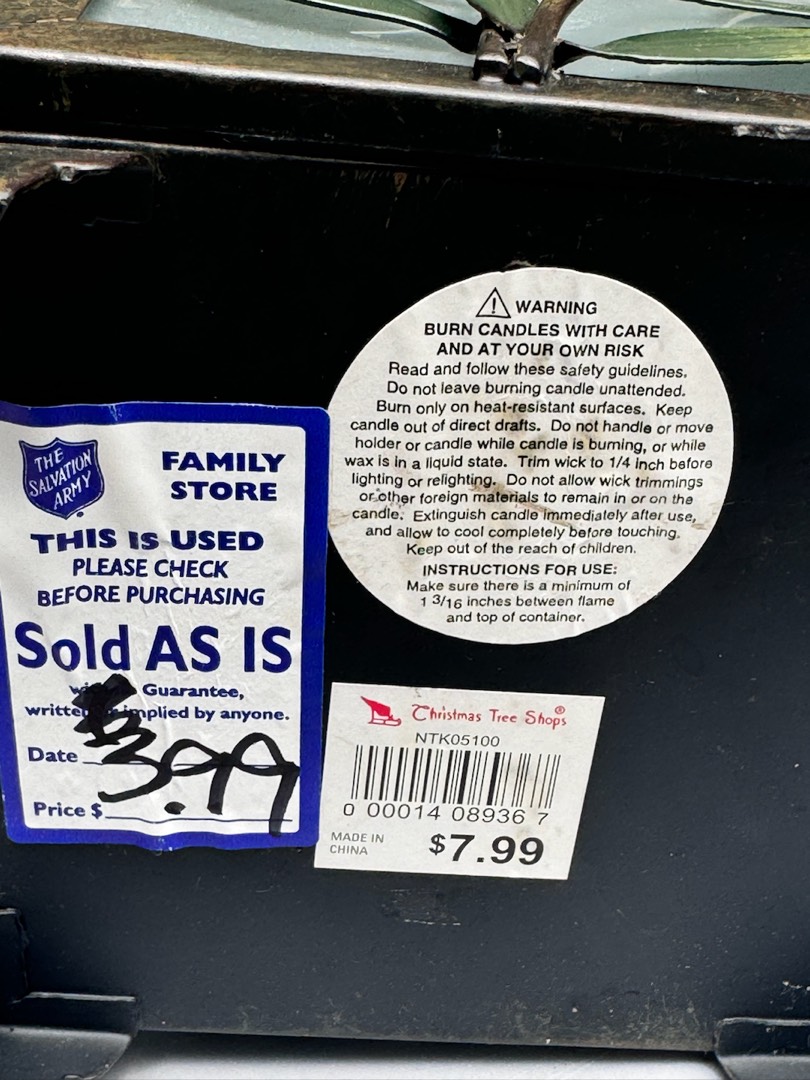 THE
SALVATION
ARMY
FAMILY
STORE
THIS IS USED
PLEASE CHECK
BEFORE PURCHASING
Sold AS IS
Guarantee,
implied by anyone.
Date
$3.99
Price $
WARNING
BURN CANDLES WITH CARE
AND AT YOUR OWN RISK
Read and follow these safety guidelines.
Do not leave burning candle unattended.
Burn only on heat-resistant surfaces. Keep
candle out of direct drafts. Do not handle or move
holder or candle while candle is burning, or while
wax is in a liquid state. Trim wick to 1/4 inch before
lighting or relighting. Do not allow wick trimmings
or other foreign materials to remain in or on the
candle. Extinguish candle immediately after use,
and allow to cool completely before touching.
Keep out of the reach of children.
INSTRUCTIONS FOR USE:
Make sure there is a minimum of
1 3/16 inches between flame
and top of container.
Christmas Tree Shops®
NTK05100
0 00014 08936 7
MADE IN
CHINA
$7.99